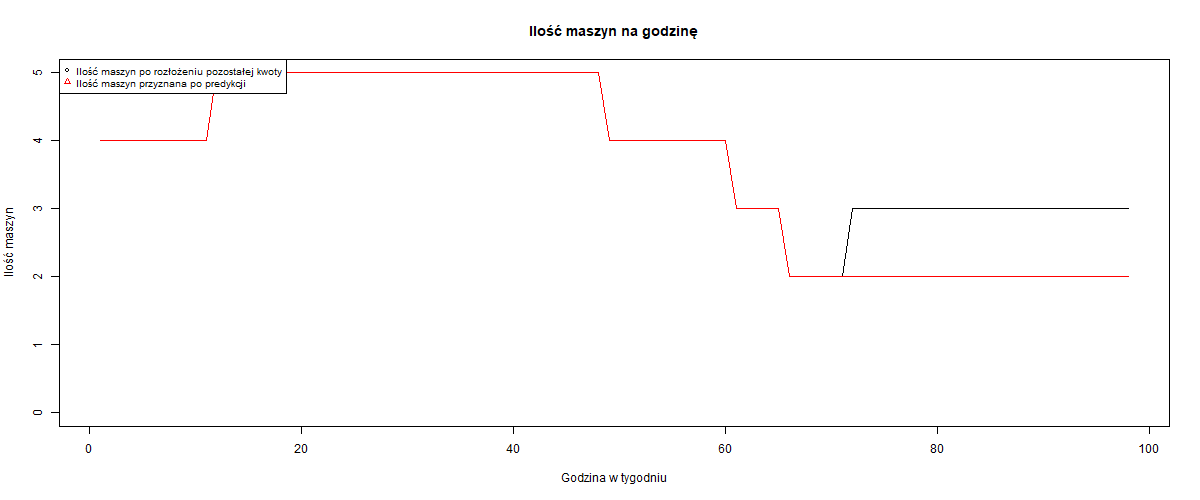 Ilość maszyn na godzinę
Ilość maszyn po rozłożeniu pozostałej kwoty
Ilość maszyn przyznana po predykcji
Ilość maszyn
5
4
3
2
1
0
0 20 40 60 80 100
Godzina w tygodniu